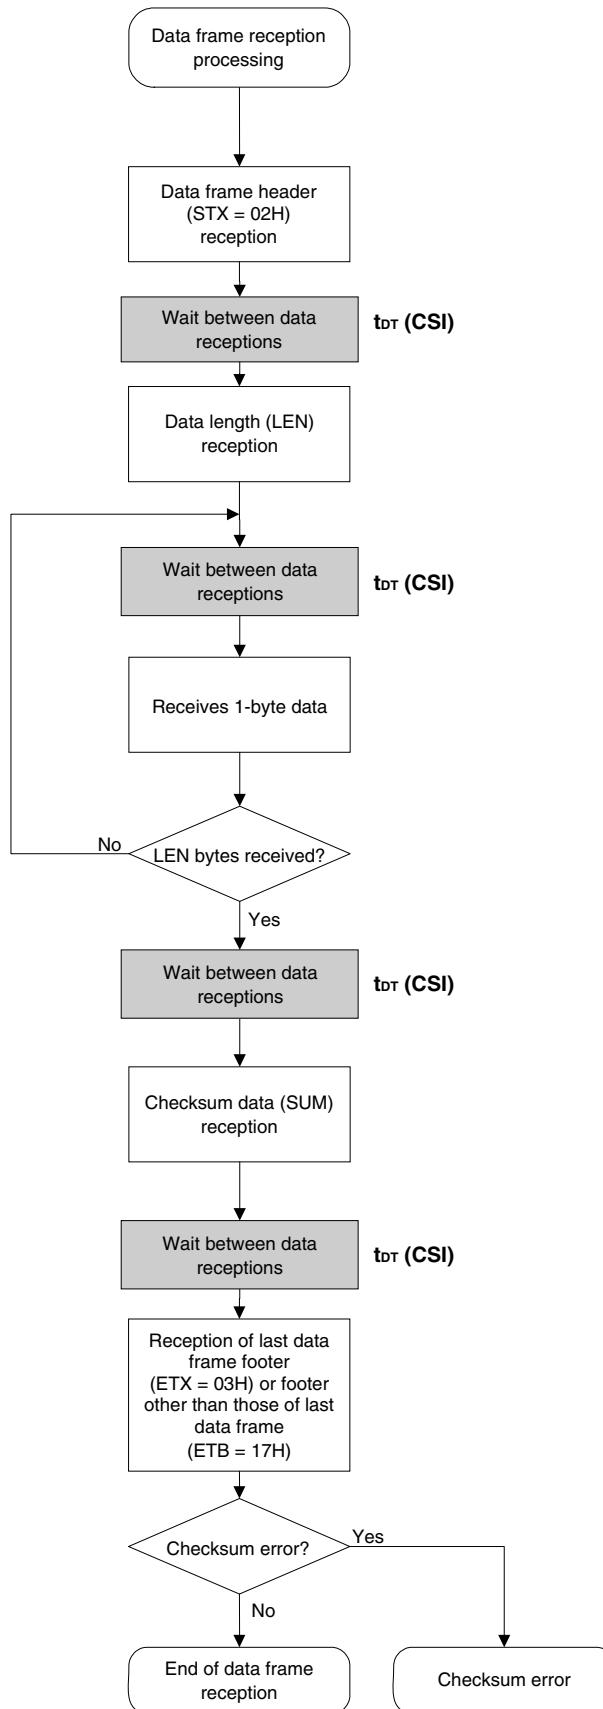 Data frame reception
processing
Data frame header
(STX = 02H)
reception
Wait between data
receptions
tDT (CSI)
Data length (LEN)
reception
Wait between data
receptions
tDT (CSI)
Receives 1-byte data
No
LEN bytes received?
Yes
Wait between data
receptions
tDT (CSI)
Checksum data (SUM)
reception
Wait between data
receptions
tDT (CSI)
Reception of last data
frame footer
(ETX = 03H) or footer
other than those of last
data frame
(ETB = 17H)
Checksum error?
Yes
No
End of data frame
reception
Checksum error